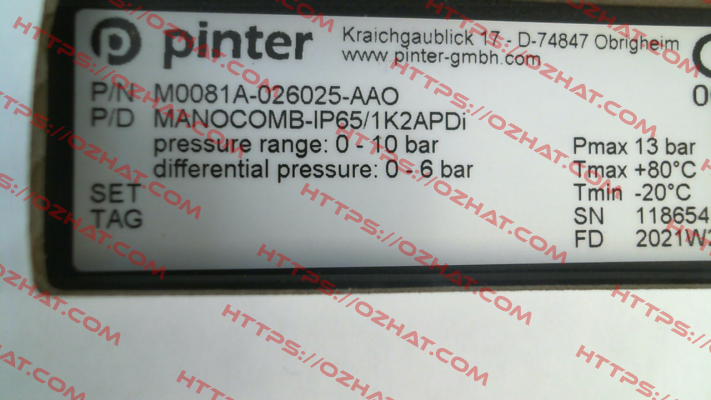 pinter
Kraichgaublick 17 - D-74847 Obrigheim
www.pinter-gmbh.com
P/N M0081A-026025-AAO
P/D MANOCOMB-IP65/1K2APDi
pressure range: 0 - 10 bar
differential pressure: 0 - 6 bar
SET
TAG
Pmax 13 bar
Tmax +80°C
Tmin -20°C
SN 118654
FD 2021W
HTTPS://OZHAT.COM